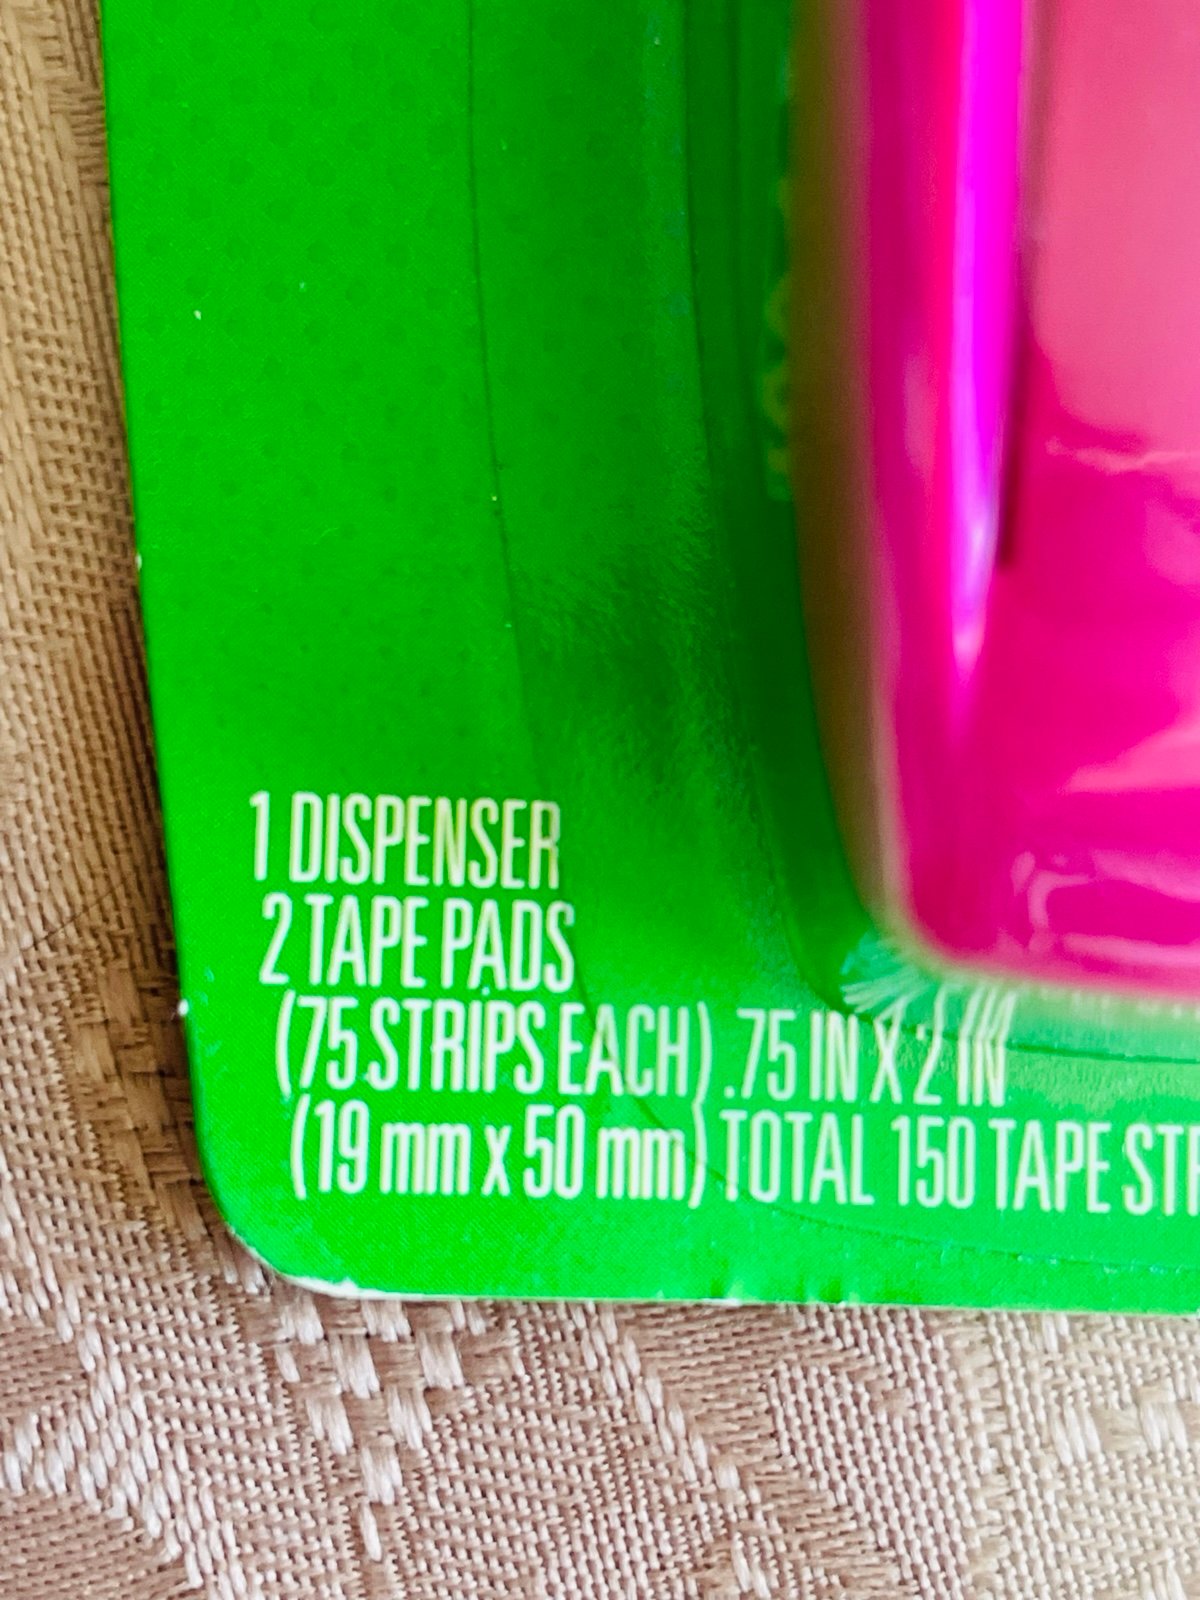 1 DISPENSER
2 TAPE PADS
(75 STRIPS EACH) .75 IN X 2 IN
(19 mm x 50 mm) TOTAL 150 TAPE